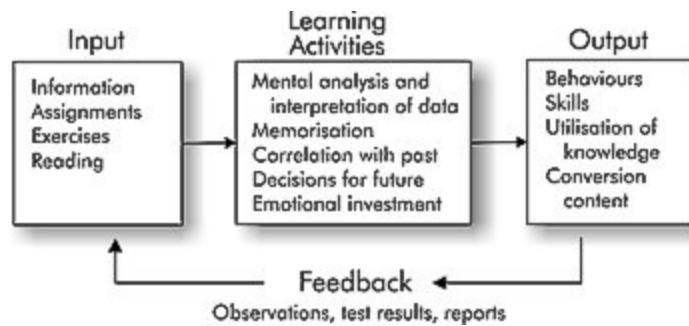 Input
Information
Assignments
Exercises
Reading
Learning
Activities
Mental analysis and
interpretation of data
Memorisation
Correlation with past
Decisions for future
Emotional investment
Output
Behaviours
Skills
Utilisation of
knowledge
Conversion
content
Feedback
Observations, test results, reports